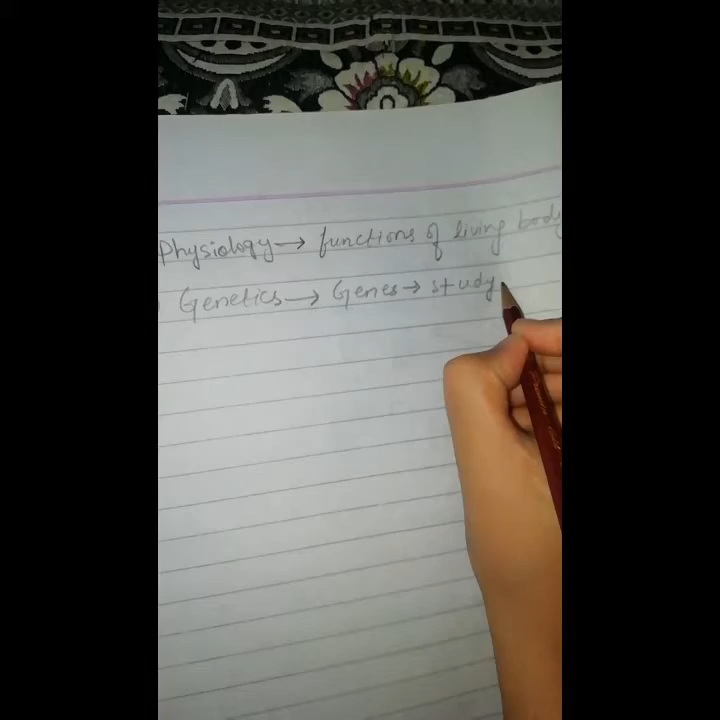 Physiology → functions of living body
Genetics → Genes → study